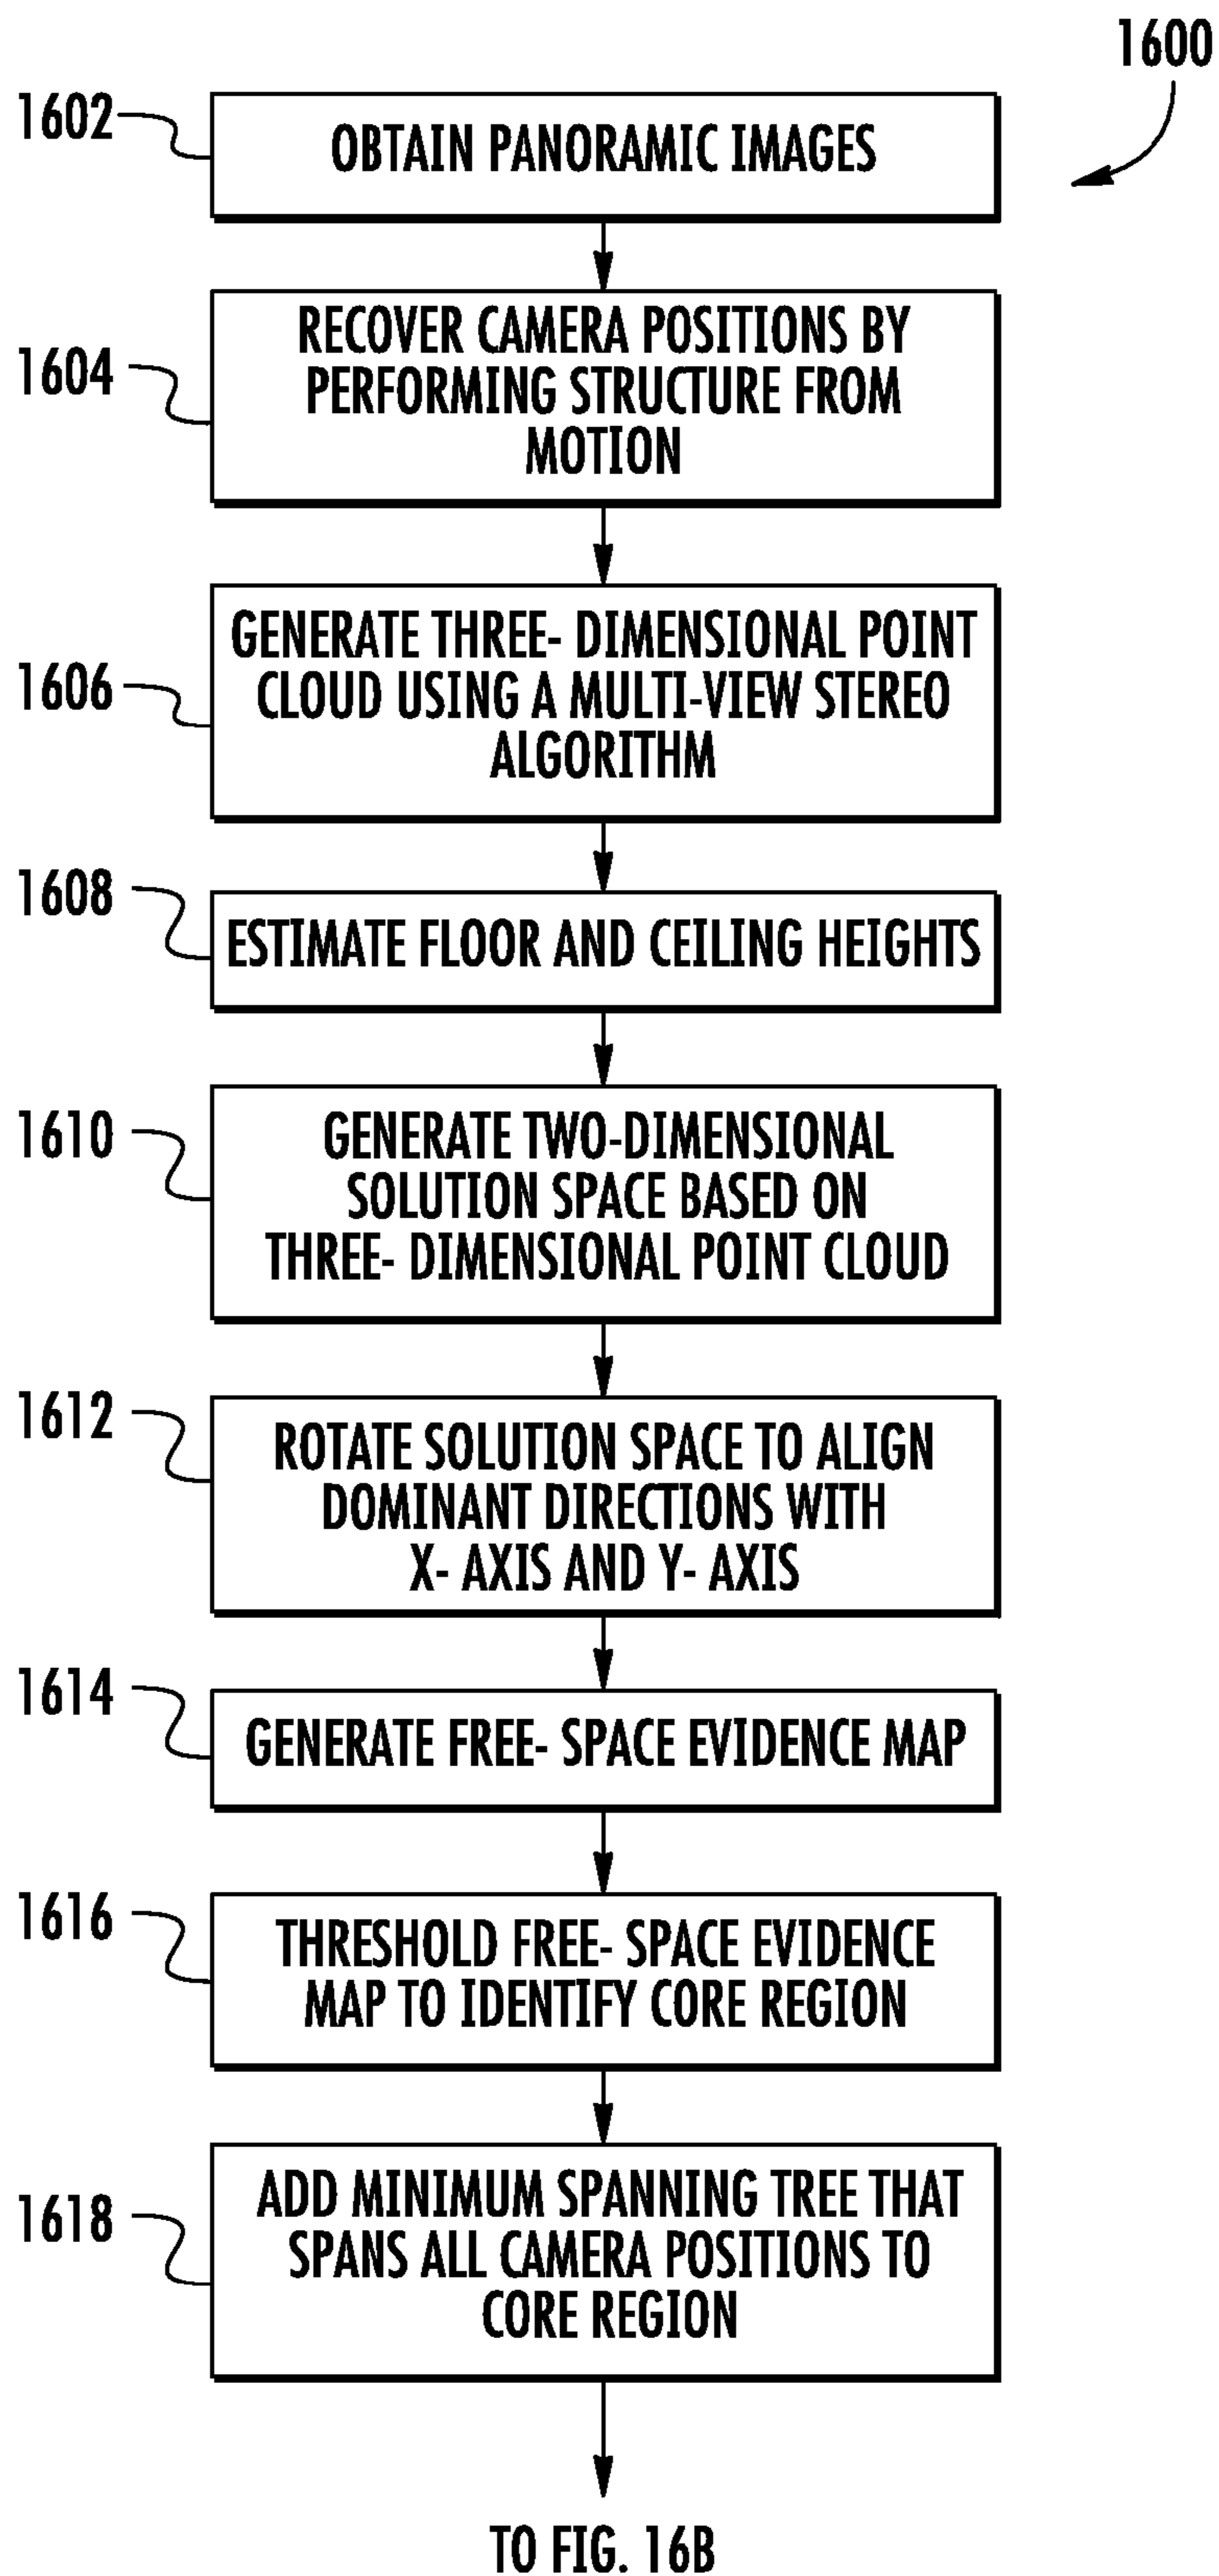 1600
1602
OBTAIN PANORAMIC IMAGES
1604
RECOVER CAMERA POSITIONS BY
PERFORMING STRUCTURE FROM
MOTION
1606
GENERATE THREE- DIMENSIONAL POINT
CLOUD USING A MULTI-VIEW STEREO
ALGORITHM
1608
ESTIMATE FLOOR AND CEILING HEIGHTS
1610
GENERATE TWO-DIMENSIONAL
SOLUTION SPACE BASED ON
THREE- DIMENSIONAL POINT CLOUD
1612
ROTATE SOLUTION SPACE TO ALIGN
DOMINANT DIRECTIONS WITH
X- AXIS AND Y- AXIS
1614
GENERATE FREE- SPACE EVIDENCE MAP
1616
THRESHOLD FREE- SPACE EVIDENCE
MAP TO IDENTIFY CORE REGION
1618
ADD MINIMUM SPANNING TREE THAT
SPANS ALL CAMERA POSITIONS TO
CORE REGION
TO FIG. 16B